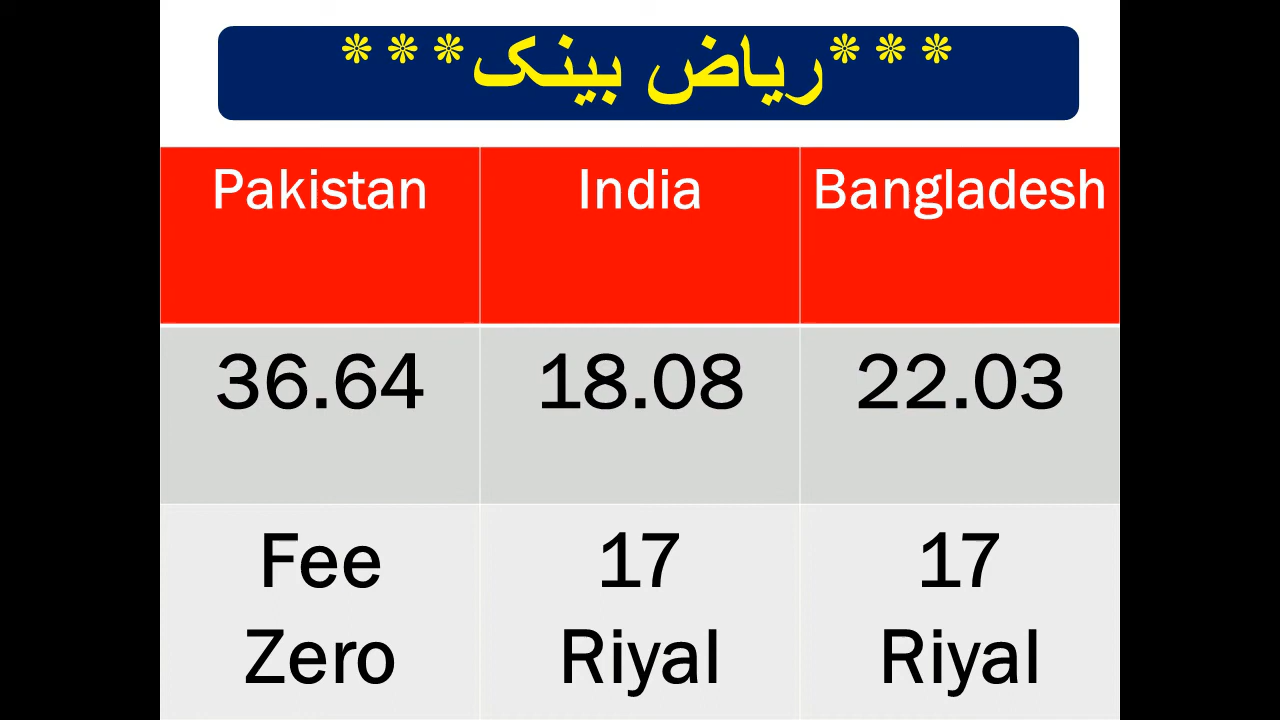 ***ریاض بینک***
Pakistan India Bangladesh
36.64 18.08 22.03
Fee 17 17
Zero Riyal Riyal